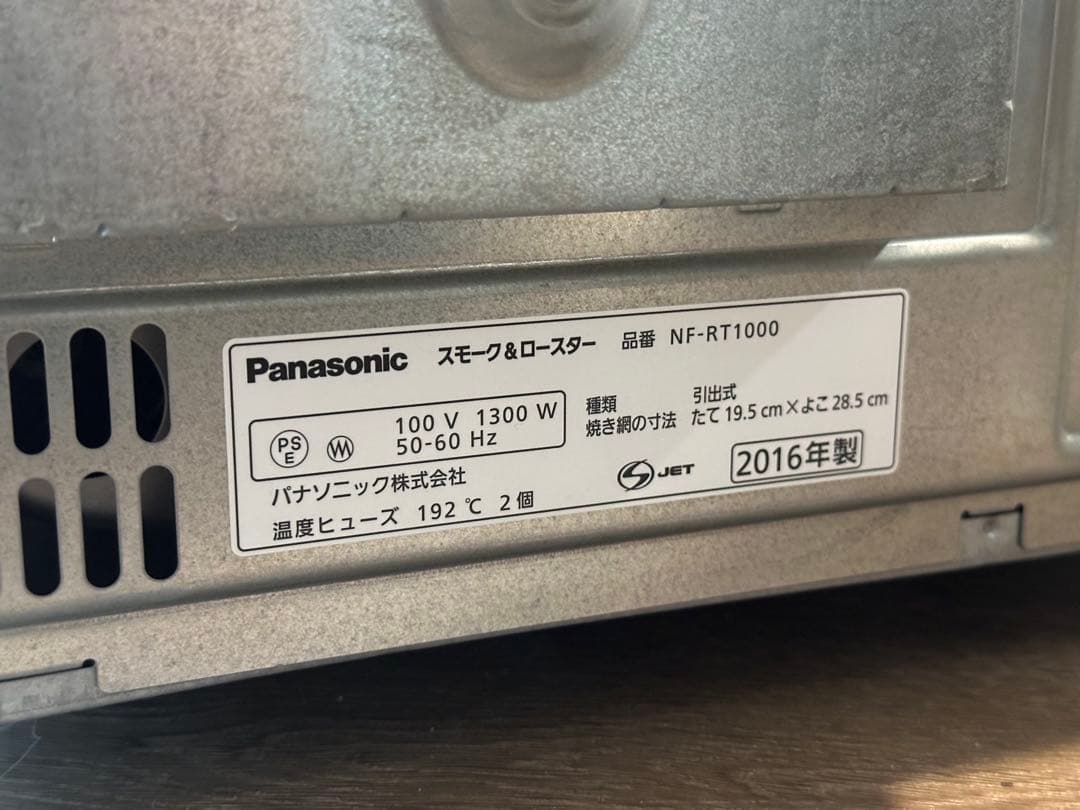 Panasonic スモーク&ロースター 品番 NF-RT1000
PS E 100 V 1300 W
50-60 Hz
種類 引出式
焼き網の寸法 たて 19.5 cm×よこ 28.5 cm
パナソニック株式会社
温度ヒューズ 192 ℃ 2 個
S JET
2016年製